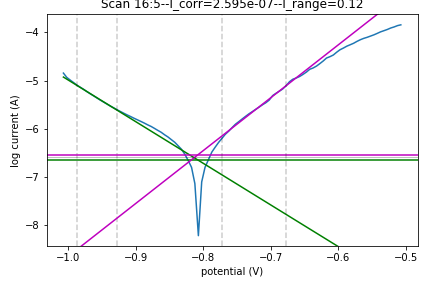 Scan 16:5--I_corr=2.595e-07--I_range=0.12
−4
−5
−6
−7
−8
log current (A)
−1.0 −0.9 −0.8 −0.7 −0.6 −0.5
potential (V)